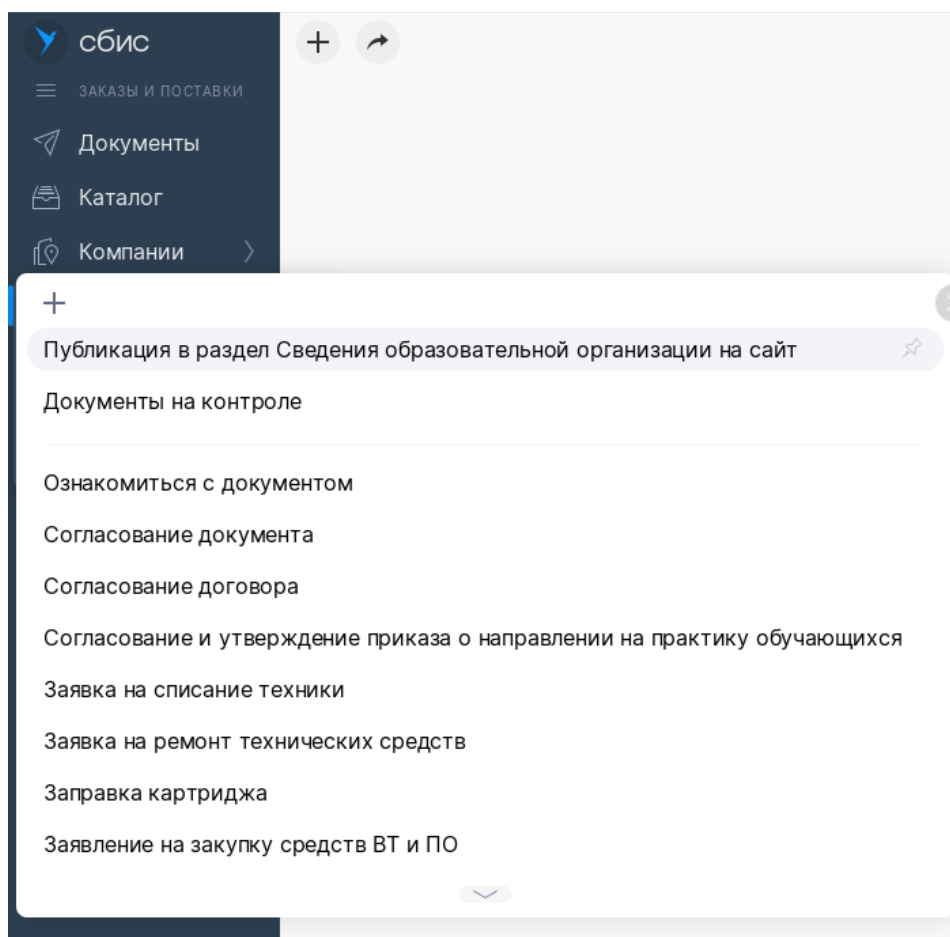 сбис
ЗАКАЗЫ И ПОСТАВКИ
Документы
Каталог
Компании
Публикация в раздел Сведения образовательной организации на сайт
Документы на контроле
Ознакомиться с документом
Согласование документа
Согласование договора
Согласование и утверждение приказа о направлении на практику обучающихся
Заявка на списание техники
Заявка на ремонт технических средств
Заправка картриджа
Заявление на закупку средств ВТ и ПО